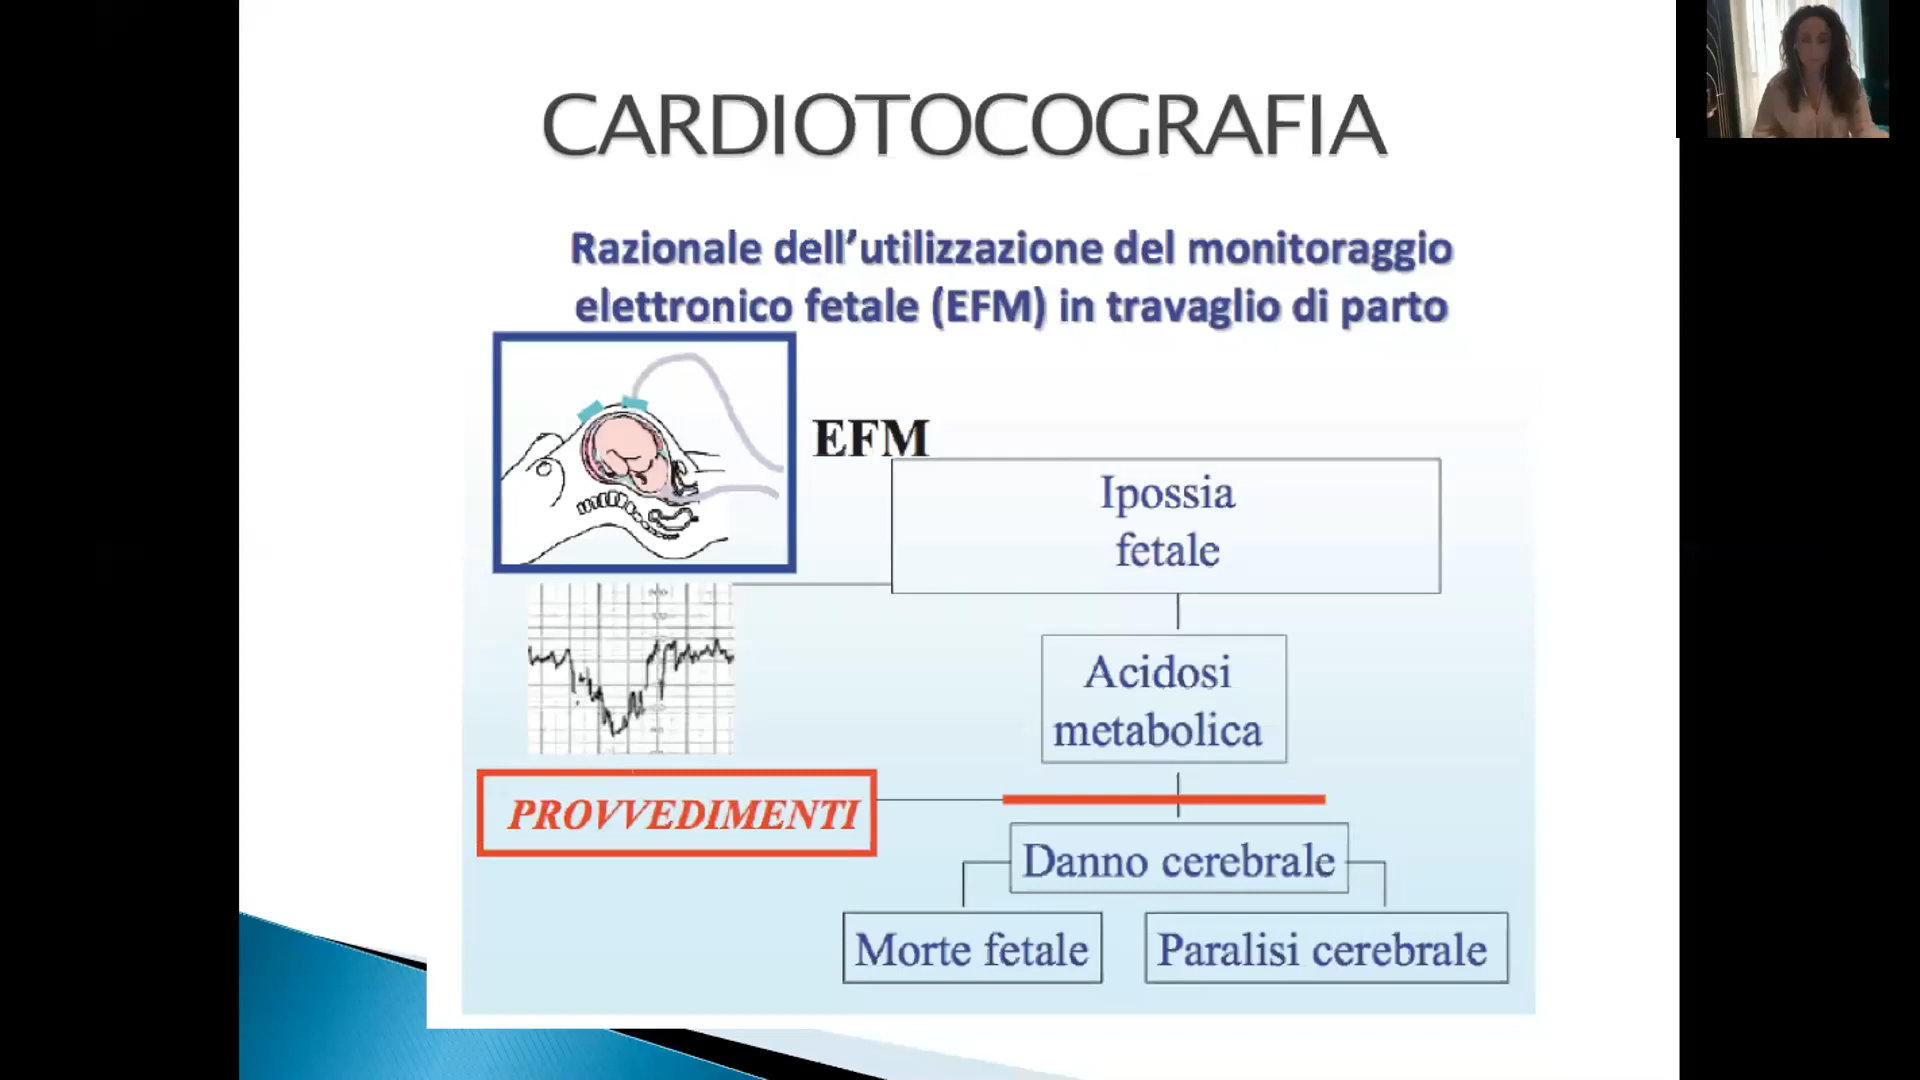 CARDIOTOCOGRAFIA
Razionale dell’utilizzazione del monitoraggio
elettronico fetale (EFM) in travaglio di parto
EFM
Ipossia
fetale
Acidosi
metabolica
PROVVEDIMENTI
Danno cerebrale
Morte fetale
Paralisi cerebrale